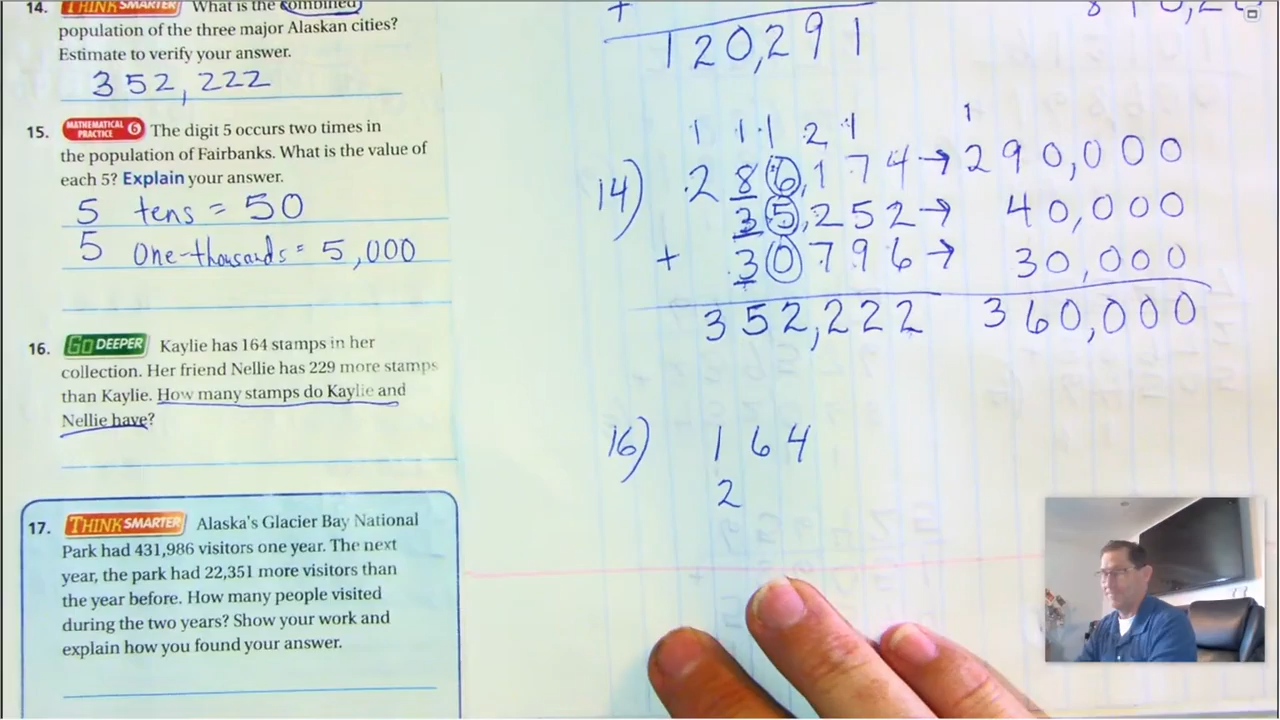 14. THINK SMARTER What is the combined
population of the three major Alaskan cities?
Estimate to verify your answer.
352,222
15. MATHEMATICAL PRACTICE 6 The digit 5 occurs two times in
the population of Fairbanks. What is the value of
each 5? Explain your answer.
5 tens = 50
5 one-thousands = 5,000
16. GO DEEPER Kaylie has 164 stamps in her
collection. Her friend Nellie has 229 more stamps
than Kaylie. How many stamps do Kaylie and
Nellie have?
17. THINK SMARTER Alaska's Glacier Bay National
Park had 431,986 visitors one year. The next
year, the park had 22,351 more visitors than
the year before. How many people visited
during the two years? Show your work and
explain how you found your answer.
+
120,291
1 1 1 2 1 1
14) 286,174 → 290,000
35,252 → 40,000
+ 30,796 → 30,000
352,222 360,000
16) 164
2